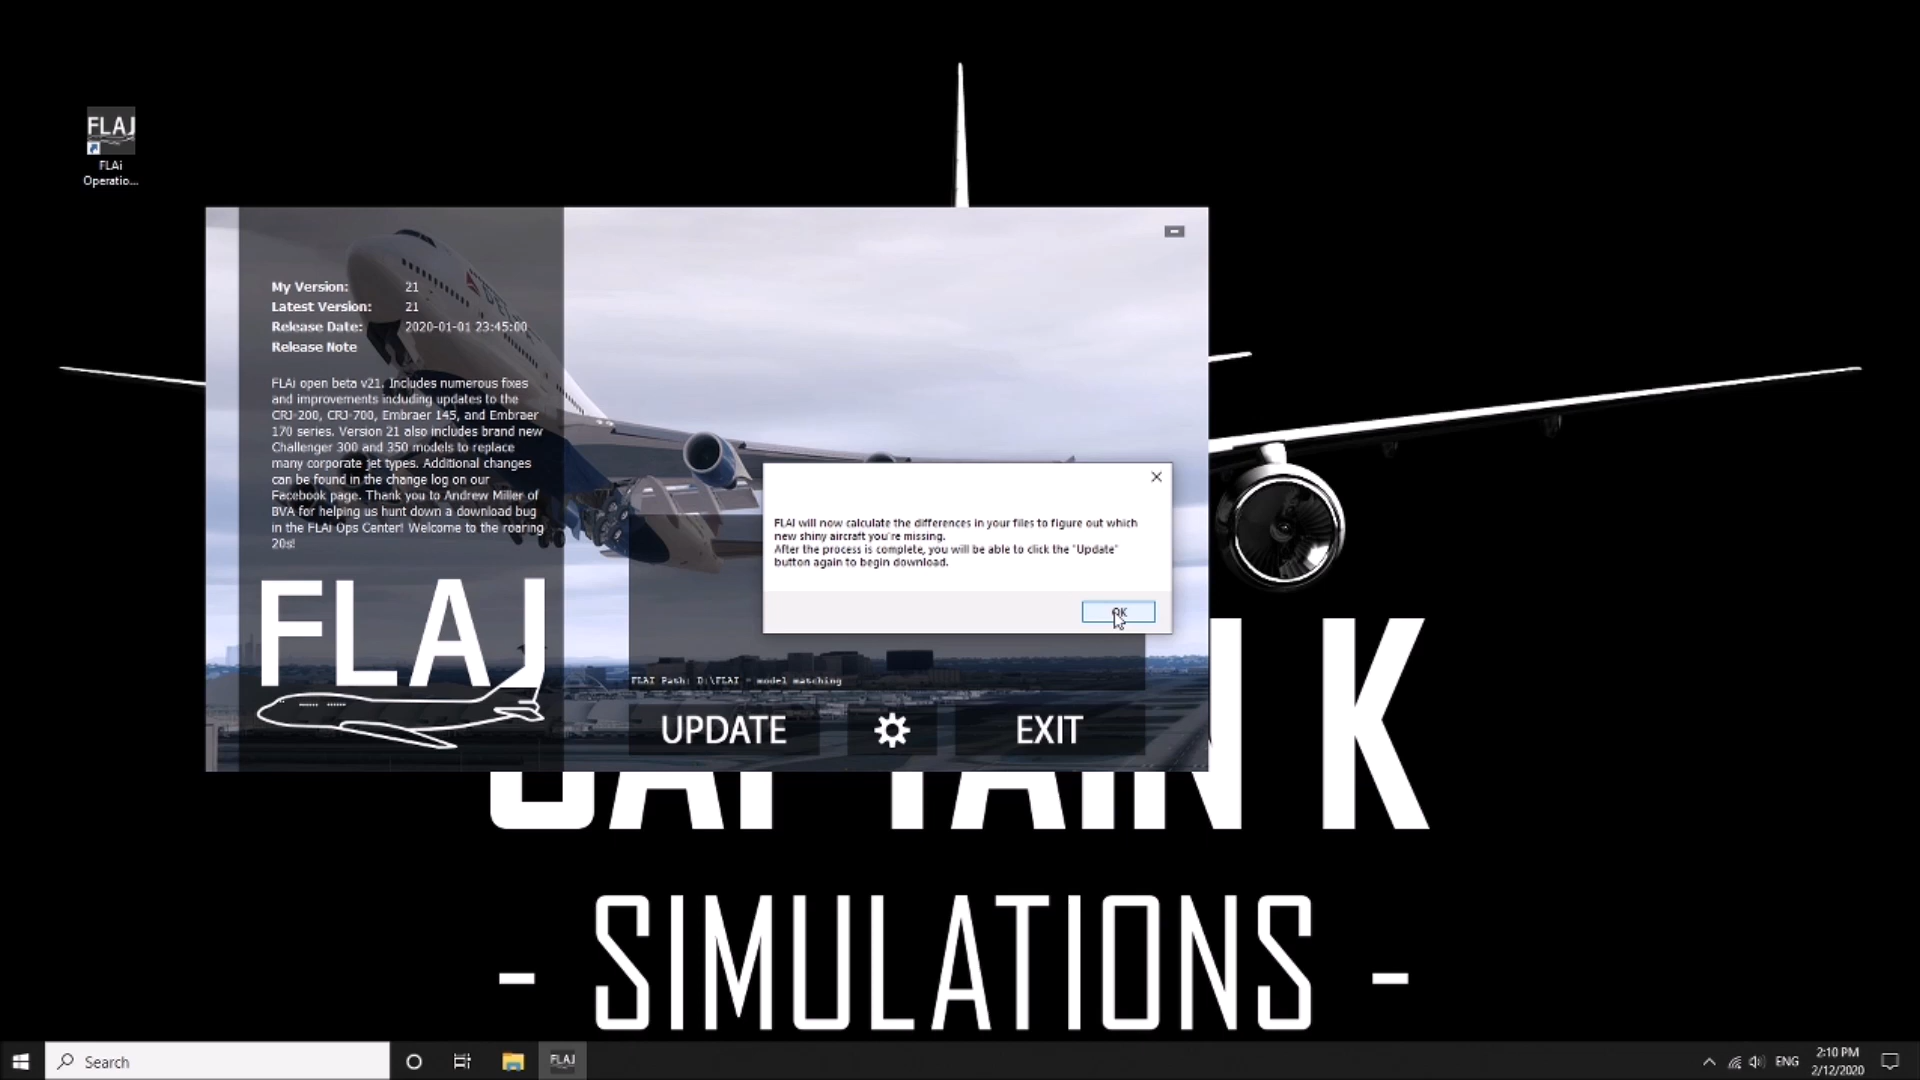 FLAJ
FLAi
Operatio...
My Version: 21
Latest Version: 21
Release Date: 2020-01-01 23:45:00
Release Note
FLAi open beta v21. Includes numerous fixes
and improvements including updates to the
CRJ-200, CRJ-700, Embraer 145, and Embraer
170 series. Version 21 also includes brand new
Challenger 300 and 350 models to replace
many corporate jet types. Additional changes
can be found in the change log on our
Facebook page. Thank you to Andrew Miller of
BVA for helping us hunt down a download bug
in the FLAi Ops Center! Welcome to the roaring
20s!
FLAJ
FLAI will now calculate the differences in your files to figure out which
new shiny aircraft you're missing.
After the process is complete, you will be able to click the "Update"
button again to begin download.
OK
FLAI Path: D:\FLAI - model matching
UPDATE
EXIT
CAPTAIN K
- SIMULATIONS -
Search
FLAJ
ENG
2:10 PM
2/12/2020